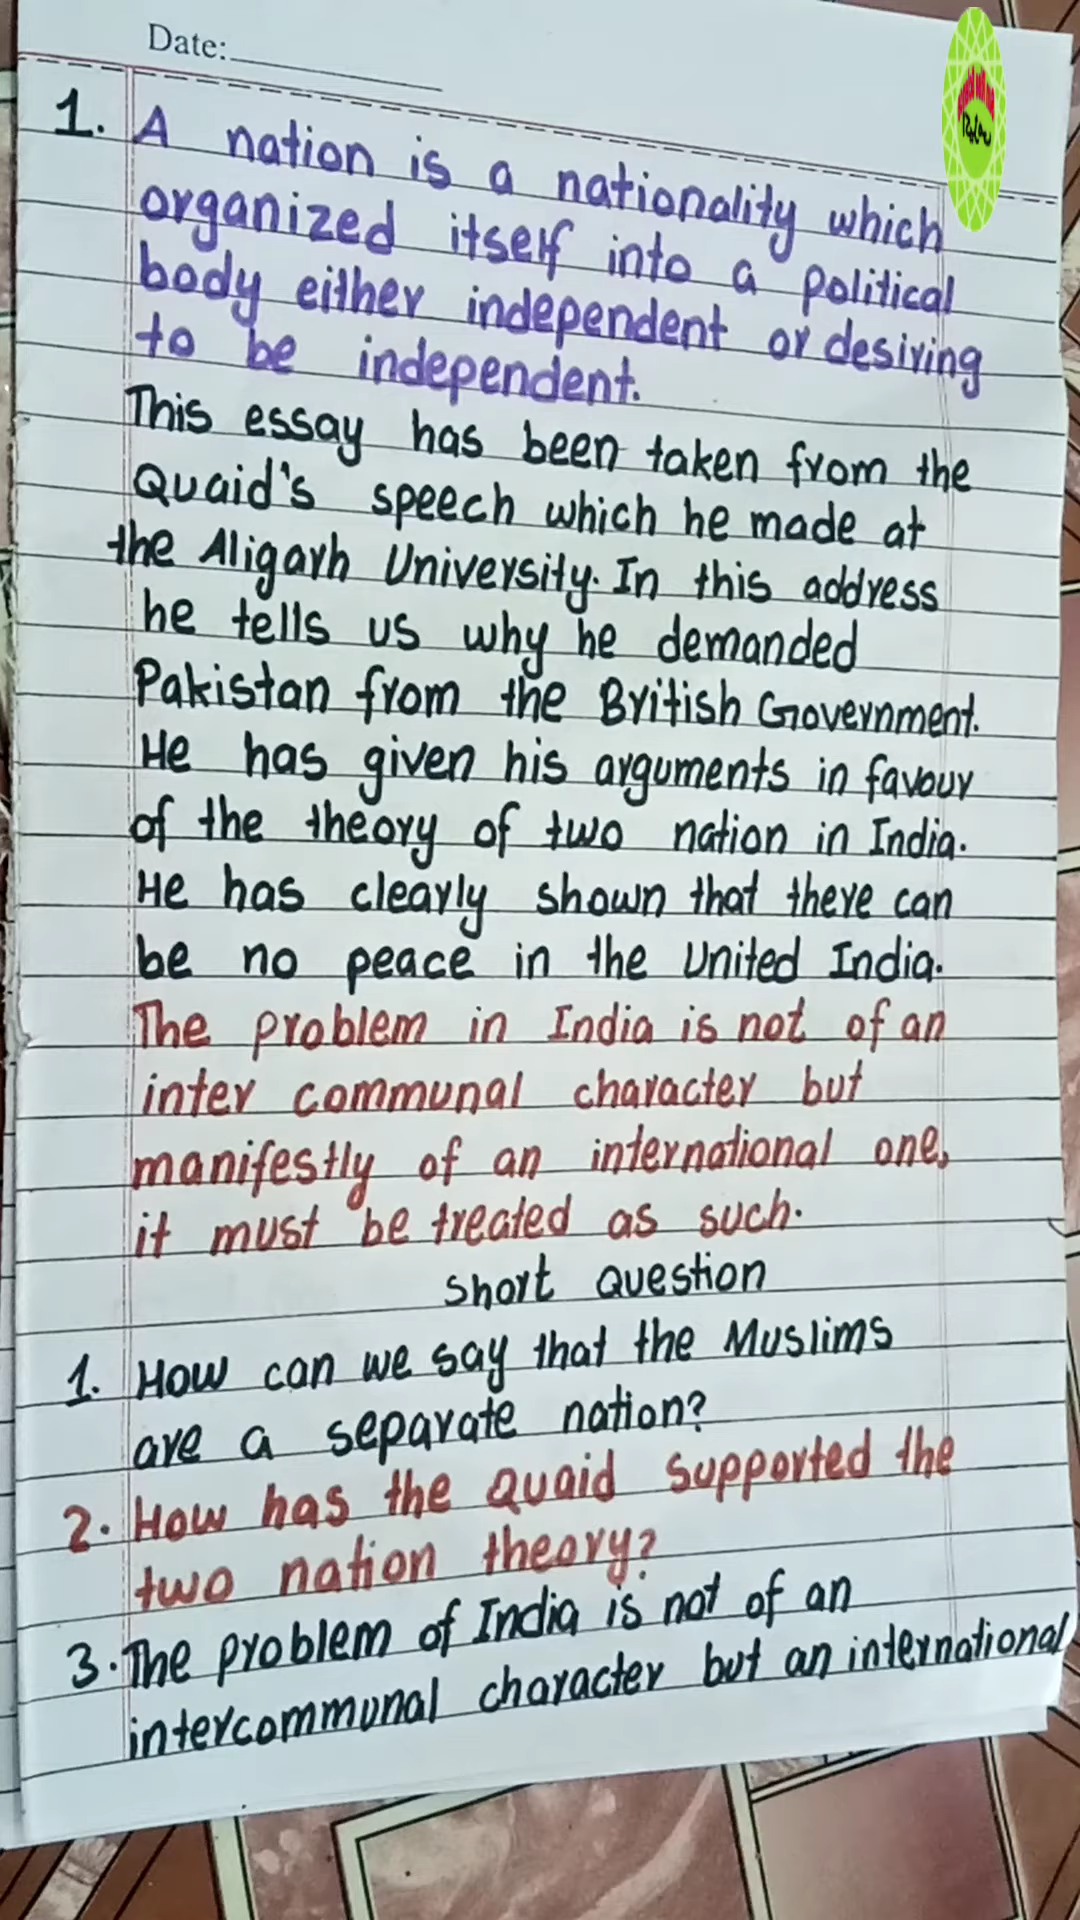 Date:
1. A nation is a nationality which
organized itself into a political
body either independent or desiring
to be independent.
This essay has been taken from the
Quaid's speech which he made at
the Aligarh University. In this address
he tells us why he demanded
Pakistan from the British Government.
He has given his arguments in favour
of the theory of two nation in India.
He has clearly shown that there can
be no peace in the United India.
The problem in India is not of an
inter communal character but
manifestly of an international one,
it must be treated as such.
Short Question
1. How can we say that the Muslims
are a separate nation?
2. How has the Quaid supported the
two nation theory?
3. The problem of India is not of an
intercommunal character but an international